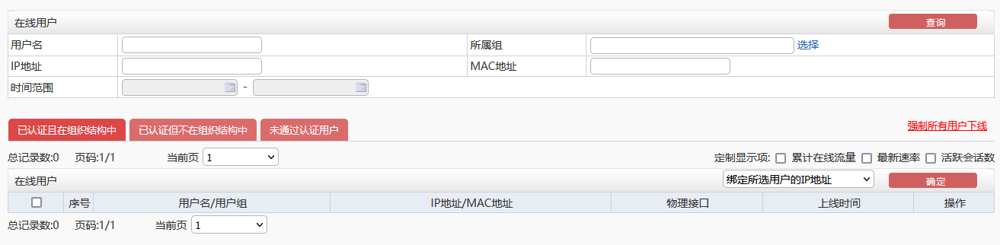 在线用户 查询
用户名 所属组 选择
IP地址 MAC地址
时间范围 -
已认证且在组织结构中 已认证但不在组织结构中 未通过认证用户 强制所有用户下线
总记录数:0 页码:1/1 当前页 1 定制显示项: 累计在线流量 最新速率 活跃会话数
在线用户 绑定所选用户的IP地址 确定
序号 用户名/用户组 IP地址/MAC地址 物理接口 上线时间 操作
总记录数:0 页码:1/1 当前页 1